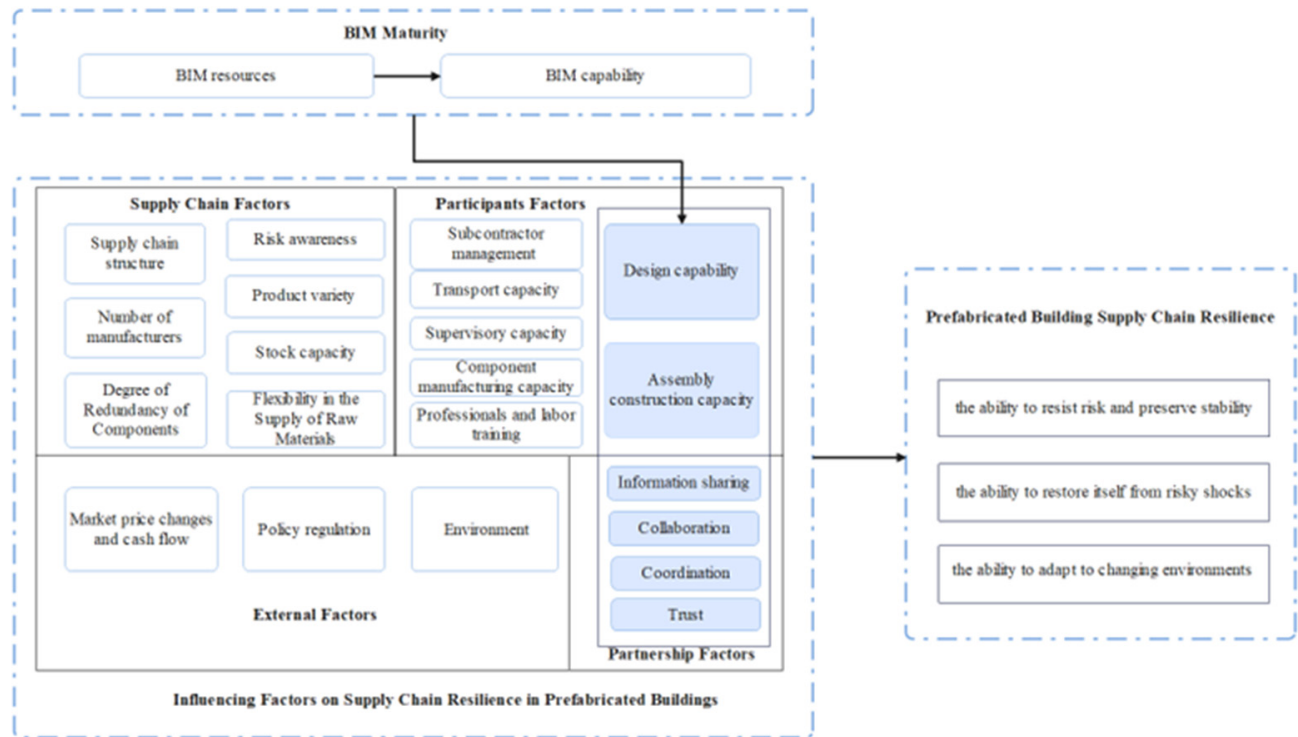 BIM Maturity
BIM resources
BIM capability
Supply Chain Factors
Supply chain
structure
Number of
manufacturers
Degree of
Redundancy of
Components
Risk awareness
Product variety
Stock capacity
Flexibility in the
Supply of Raw
Materials
Participants Factors
Subcontractor
management
Transport capacity
Supervisory capacity
Component
manufacturing capacity
Professionals and labor
training
Design capability
Assembly
construction capacity
Information sharing
Collaboration
Coordination
Trust
Partnership Factors
Market price changes
and cash flow
Policy regulation
Environment
External Factors
Influencing Factors on Supply Chain Resilience in Prefabricated Buildings
Prefabricated Building Supply Chain Resilience
the ability to resist risk and preserve stability
the ability to restore itself from risky shocks
the ability to adapt to changing environments